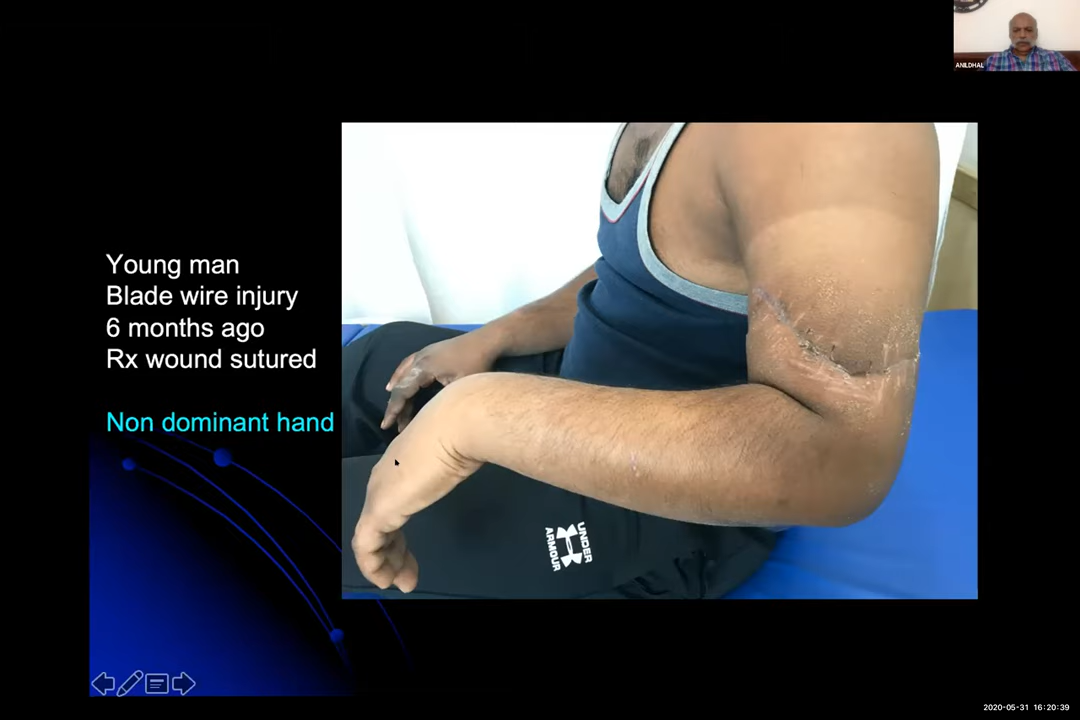 ANILDHAL
Young man
Blade wire injury
6 months ago
Rx wound sutured
Non dominant hand
UNDER
ARMOUR
2020-05-31 16:20:39